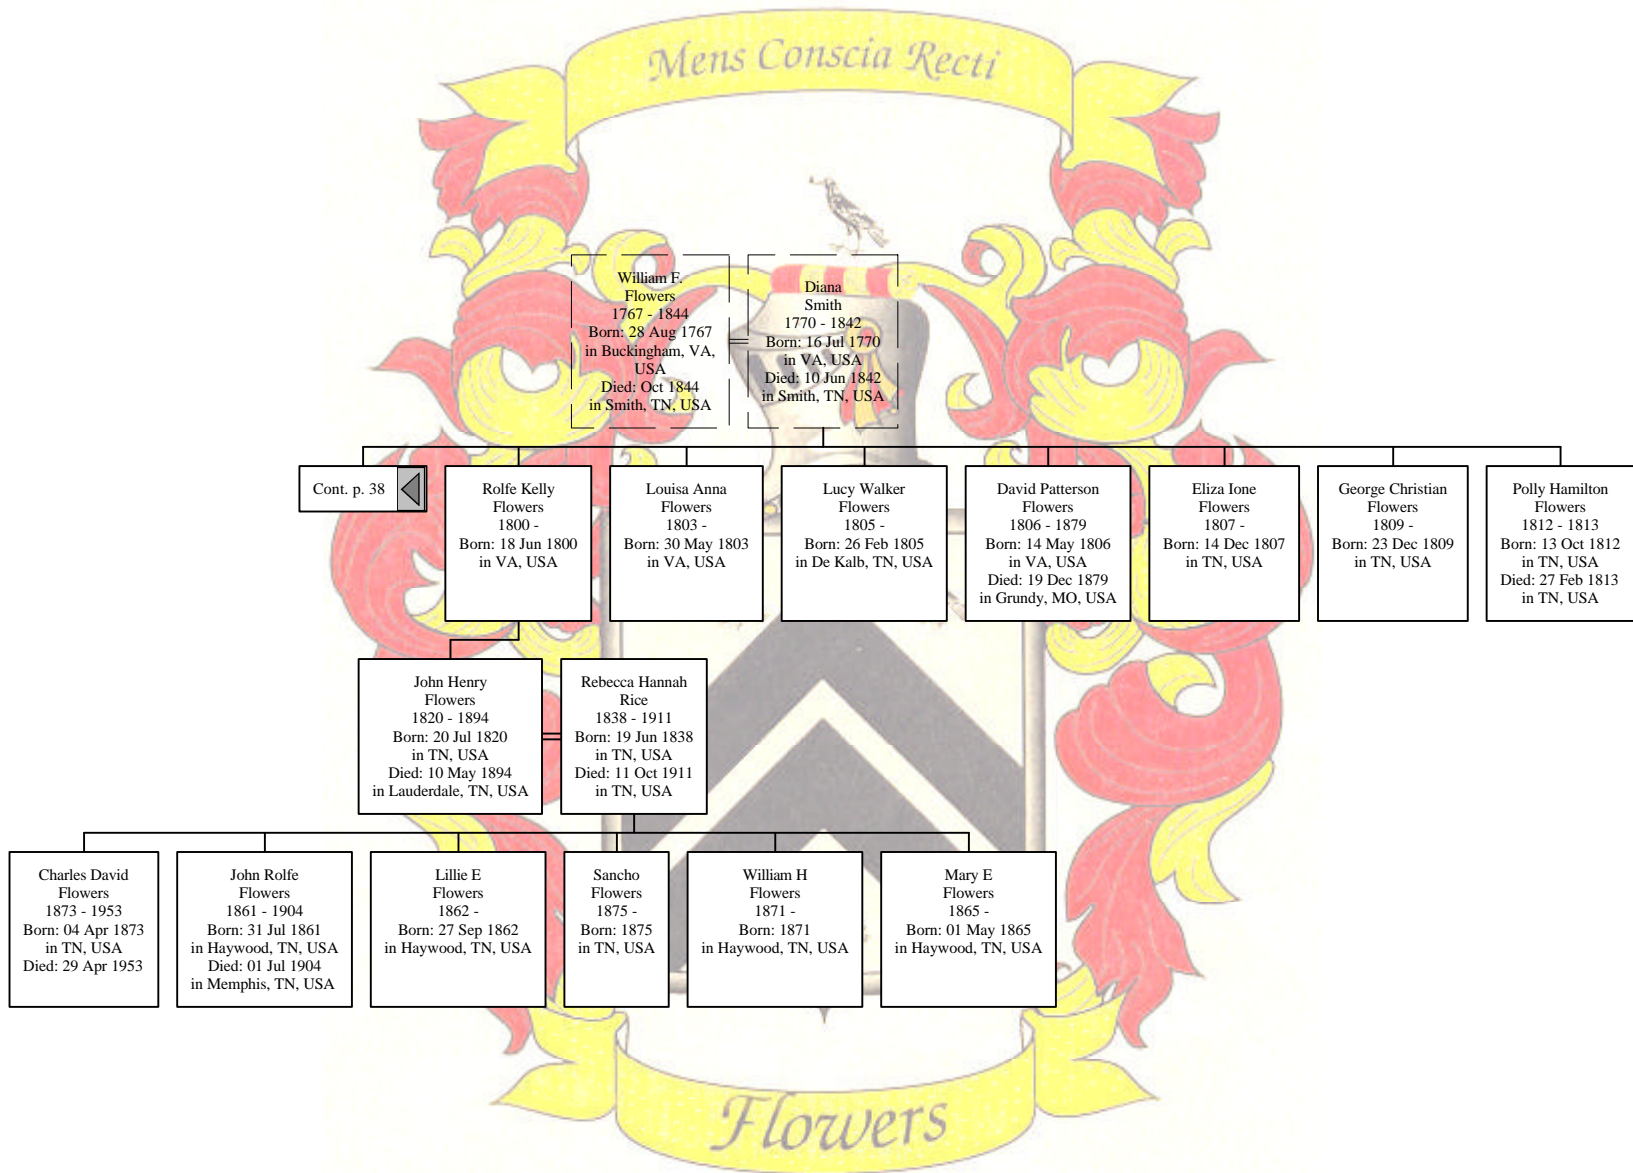 Mens Conscia Recti
William F.
Flowers
1767 - 1844
Born: 28 Aug 1767
in Buckingham, VA,
USA
Died: Oct 1844
in Smith, TN, USA
Diana
Smith
1770 - 1842
Born: 16 Jul 1770
in VA, USA
Died: 10 Jun 1842
in Smith, TN, USA
Cont. p. 38
Rolfe Kelly
Flowers
1800 -
Born: 18 Jun 1800
in VA, USA
Louisa Anna
Flowers
1803 -
Born: 30 May 1803
in VA, USA
Lucy Walker
Flowers
1805 -
Born: 26 Feb 1805
in De Kalb, TN, USA
David Patterson
Flowers
1806 - 1879
Born: 14 May 1806
in VA, USA
Died: 19 Dec 1879
in Grundy, MO, USA
Eliza Ione
Flowers
1807 -
Born: 14 Dec 1807
in TN, USA
George Christian
Flowers
1809 -
Born: 23 Dec 1809
in TN, USA
Polly Hamilton
Flowers
1812 - 1813
Born: 13 Oct 1812
in TN, USA
Died: 27 Feb 1813
in TN, USA
John Henry
Flowers
1820 - 1894
Born: 20 Jul 1820
in TN, USA
Died: 10 May 1894
in Lauderdale, TN, USA
Rebecca Hannah
Rice
1838 - 1911
Born: 19 Jun 1838
in TN, USA
Died: 11 Oct 1911
in TN, USA
Charles David
Flowers
1873 - 1953
Born: 04 Apr 1873
in TN, USA
Died: 29 Apr 1953
John Rolfe
Flowers
1861 - 1904
Born: 31 Jul 1861
in Haywood, TN, USA
Died: 01 Jul 1904
in Memphis, TN, USA
Lillie E
Flowers
1862 -
Born: 27 Sep 1862
in Haywood, TN, USA
Sancho
Flowers
1875 -
Born: 1875
in TN, USA
William H
Flowers
1871 -
Born: 1871
in Haywood, TN, USA
Mary E
Flowers
1865 -
Born: 01 May 1865
in Haywood, TN, USA
Flowers